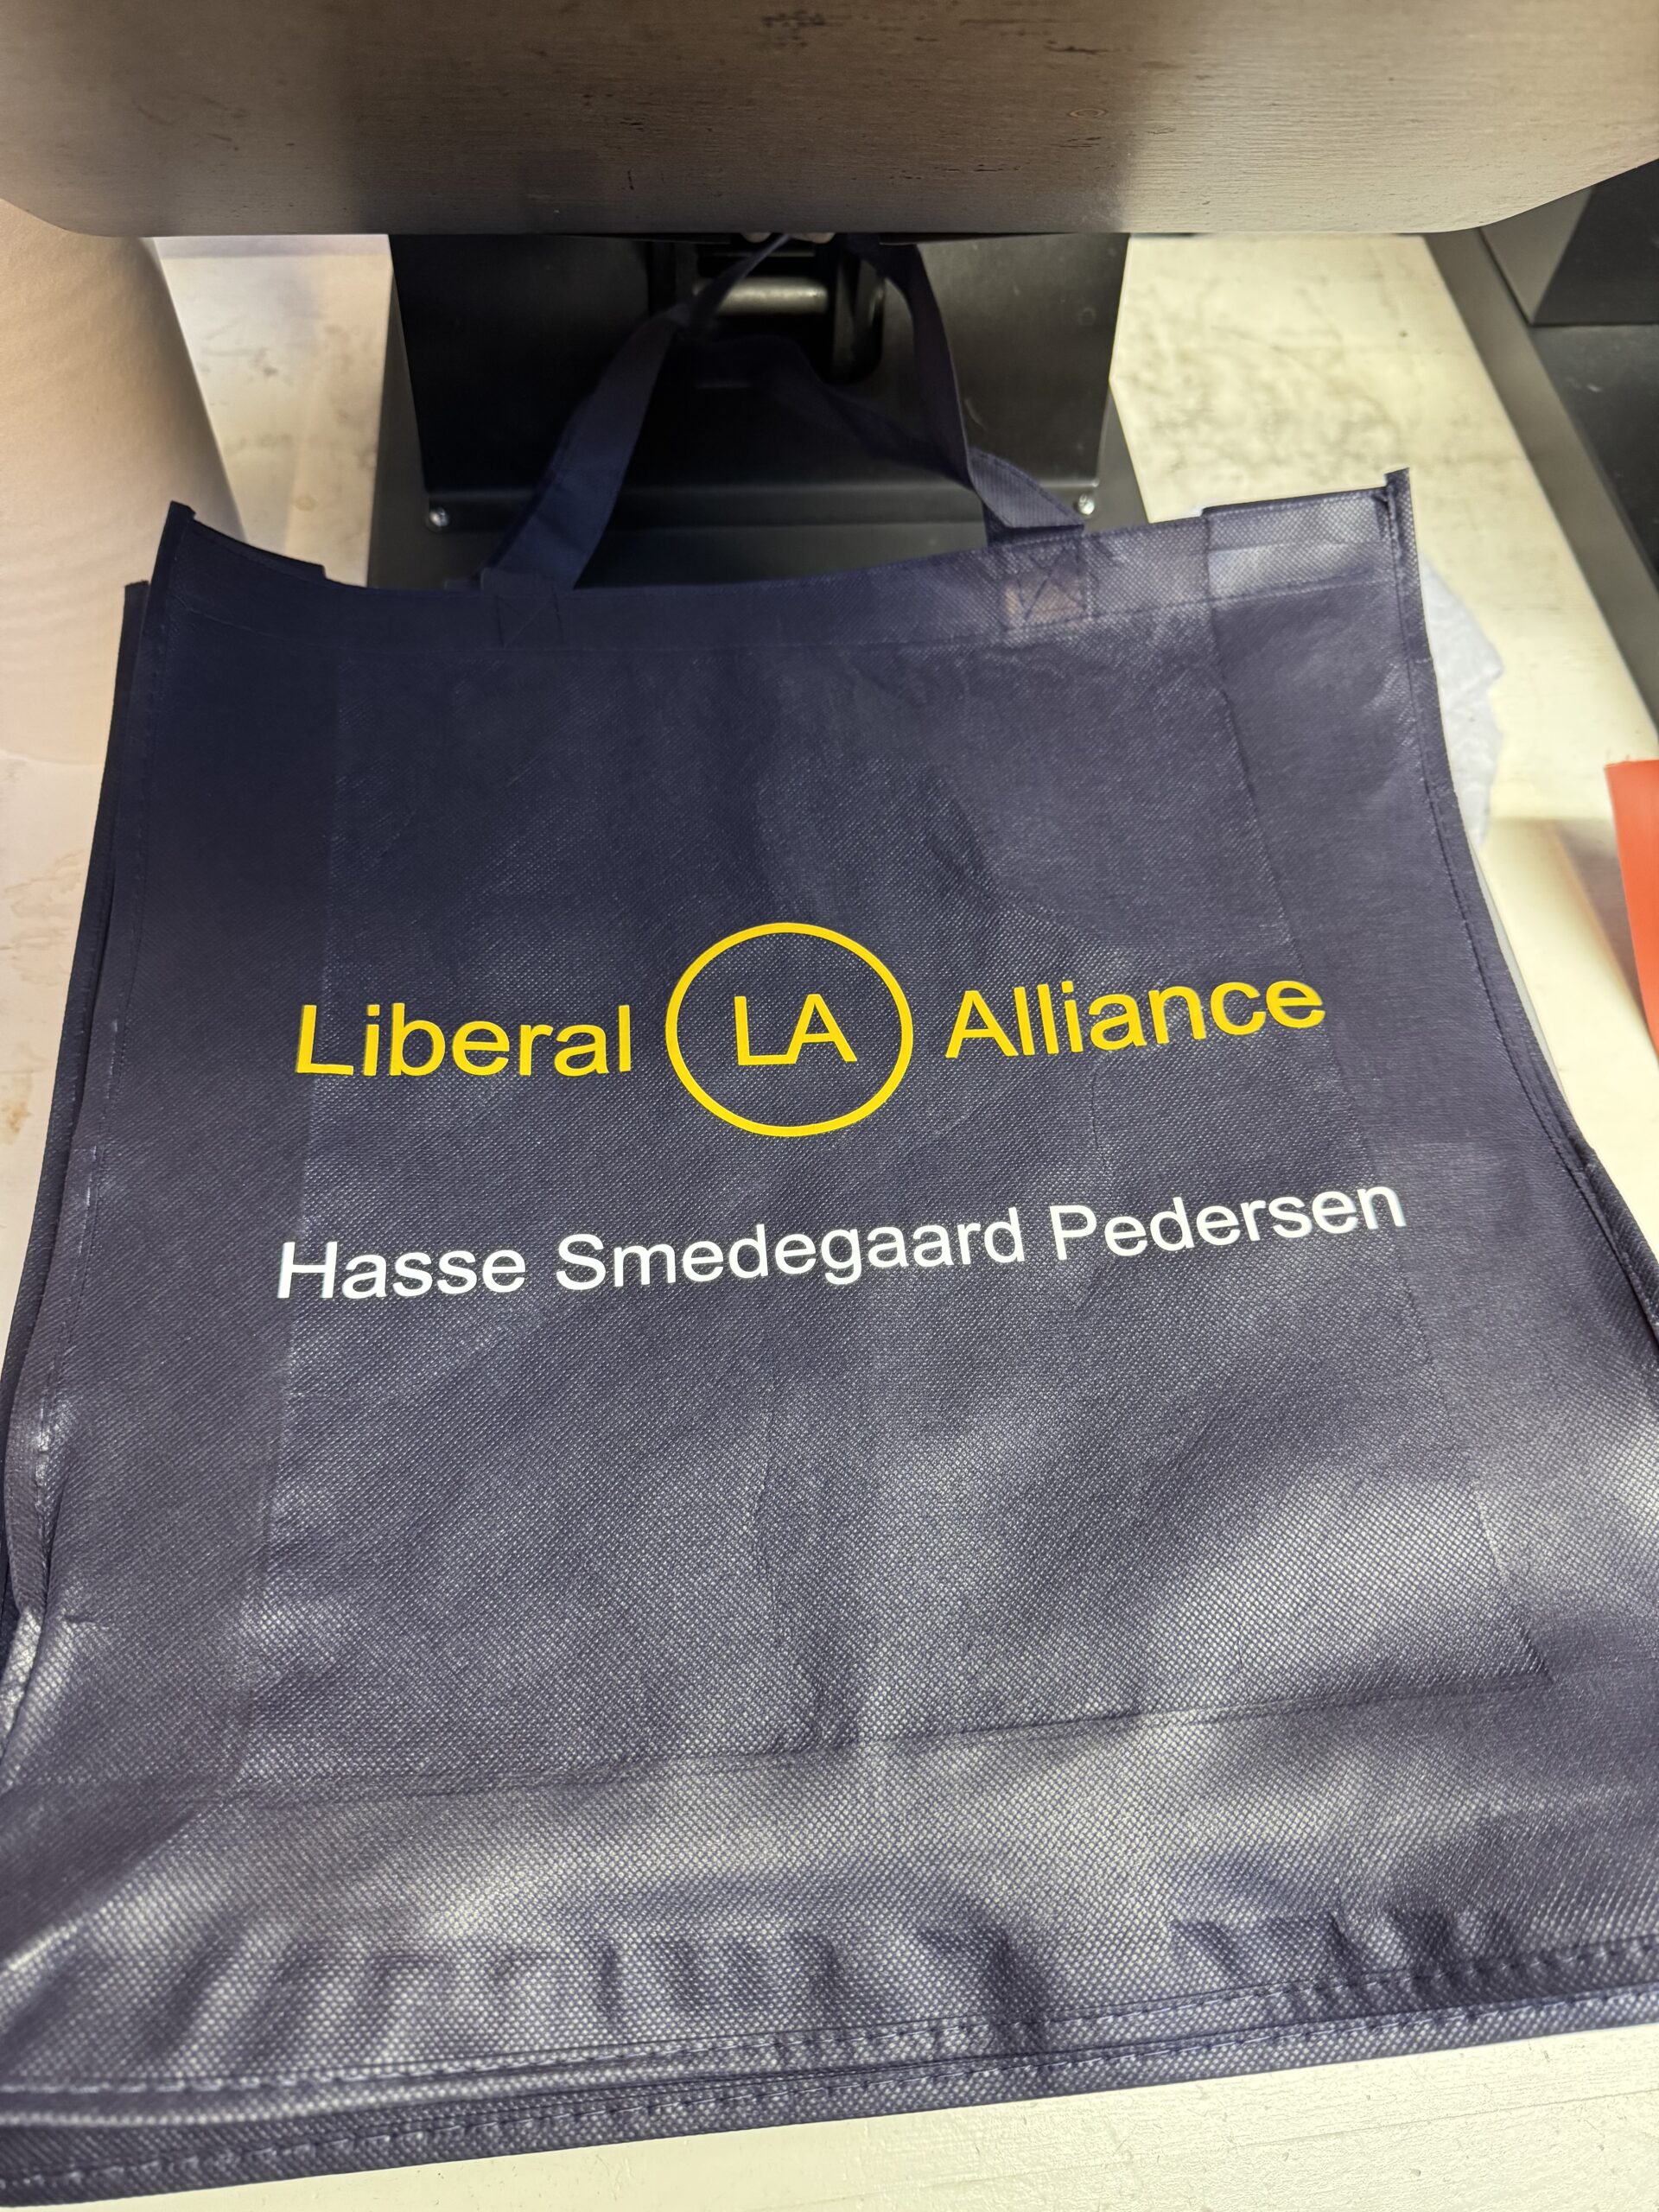 Liberal LA Alliance
Hasse Smedegaard Pedersen